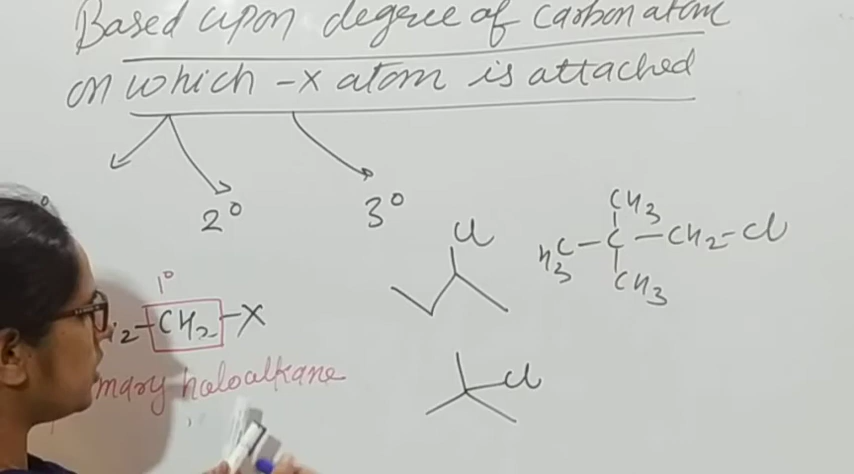 Based upon degree of carbon atom
on which -X atom is attached
2° 3°
1°
-CH2-X
haloalkane
Cl
CH3
H3C-C-CH2-Cl
CH3
Cl